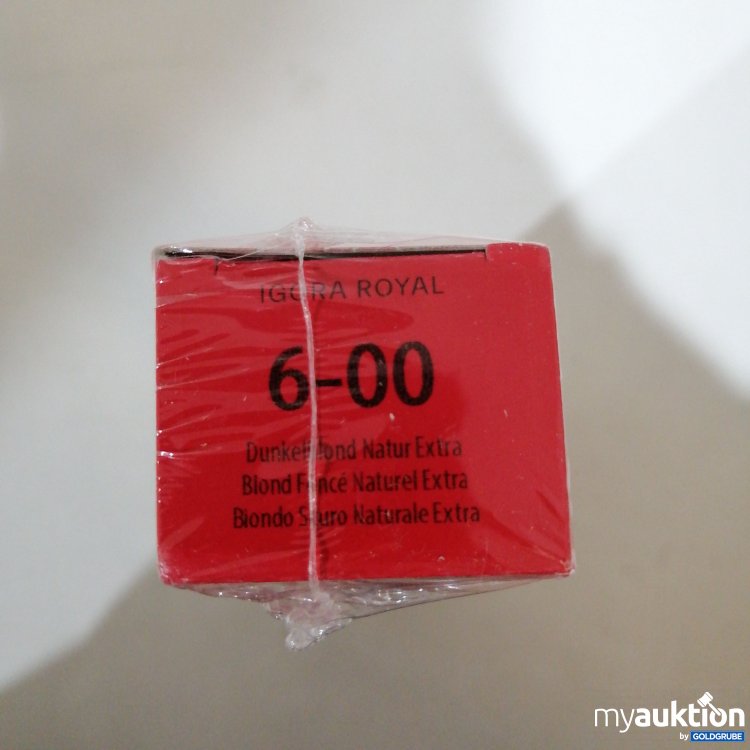 IGORA ROYAL
6-00
Dunkelblond Natur Extra
Blond Foncé Naturel Extra
Biondo Scuro Naturale Extra
myauktion
by GOLDGRUBE